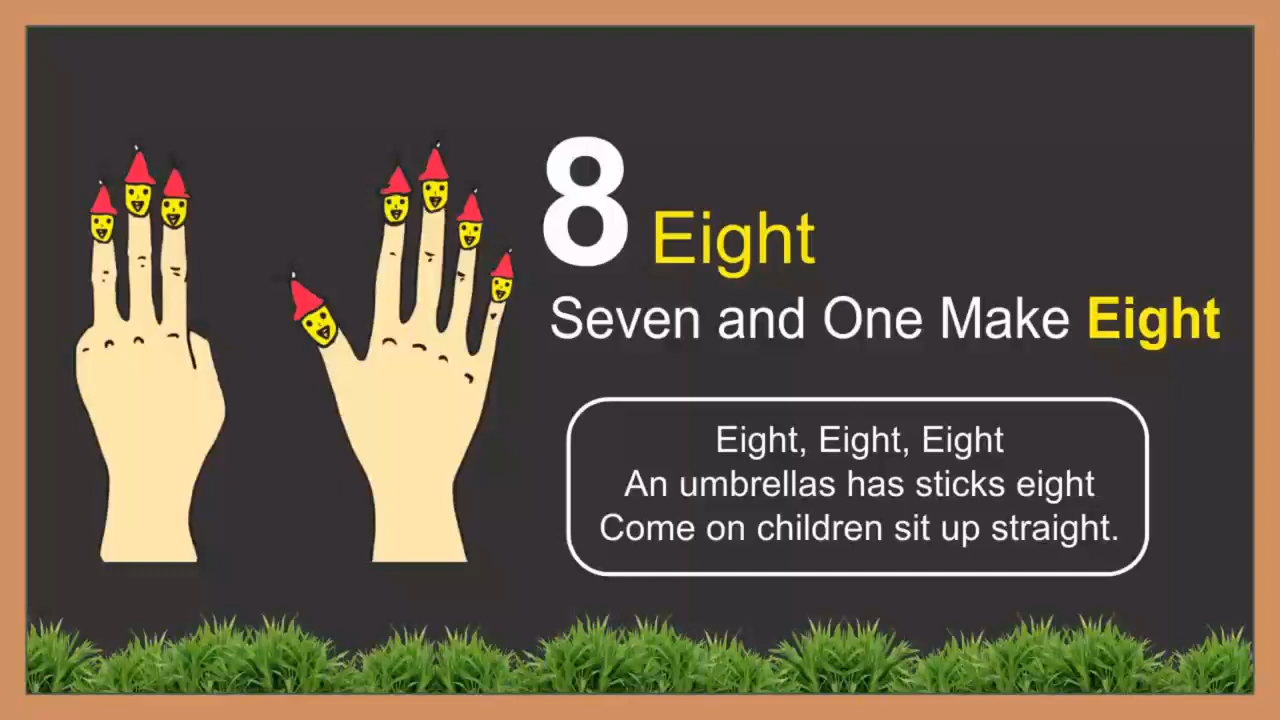 8 Eight
Seven and One Make Eight
Eight, Eight, Eight
An umbrellas has sticks eight
Come on children sit up straight.